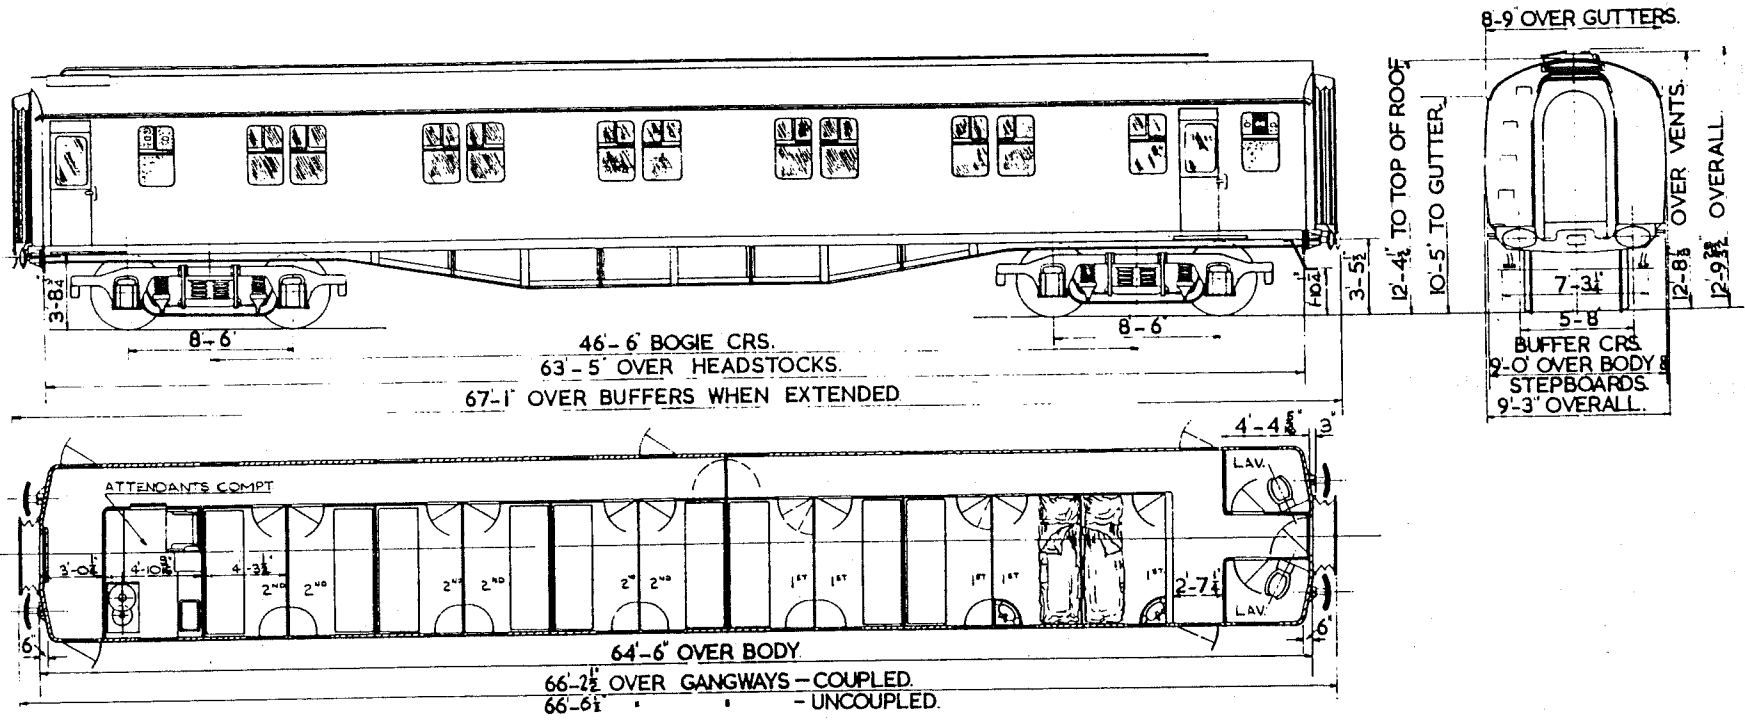 8-9" OVER GUTTERS.
12'-4½" TO TOP OF ROOF
10'-5" TO GUTTER.
12'-8⅜" OVER VENTS.
12'-9 29/32" OVERALL.
3'-8¾"
3'-5½"
7'-3¼"
8'-6"
8'-6"
5'-8"
BUFFER CRS.
9'-0" OVER BODY &
STEPBOARDS.
9'-3" OVERALL.
46'-6" BOGIE CRS.
63'-5" OVER HEADSTOCKS.
67'-1" OVER BUFFERS WHEN EXTENDED
4'-4⅝" 3"
ATTENDANTS COMPT
LAV.
4'-3½"
2ND 2ND 2ND 2ND 2ND 2ND 1ST 1ST 1ST 1ST 1ST
2'-7¼"
LAV.
6" 6"
64'-6" OVER BODY
66'-2½" OVER GANGWAYS – COUPLED.
66'-6½" " " – UNCOUPLED.